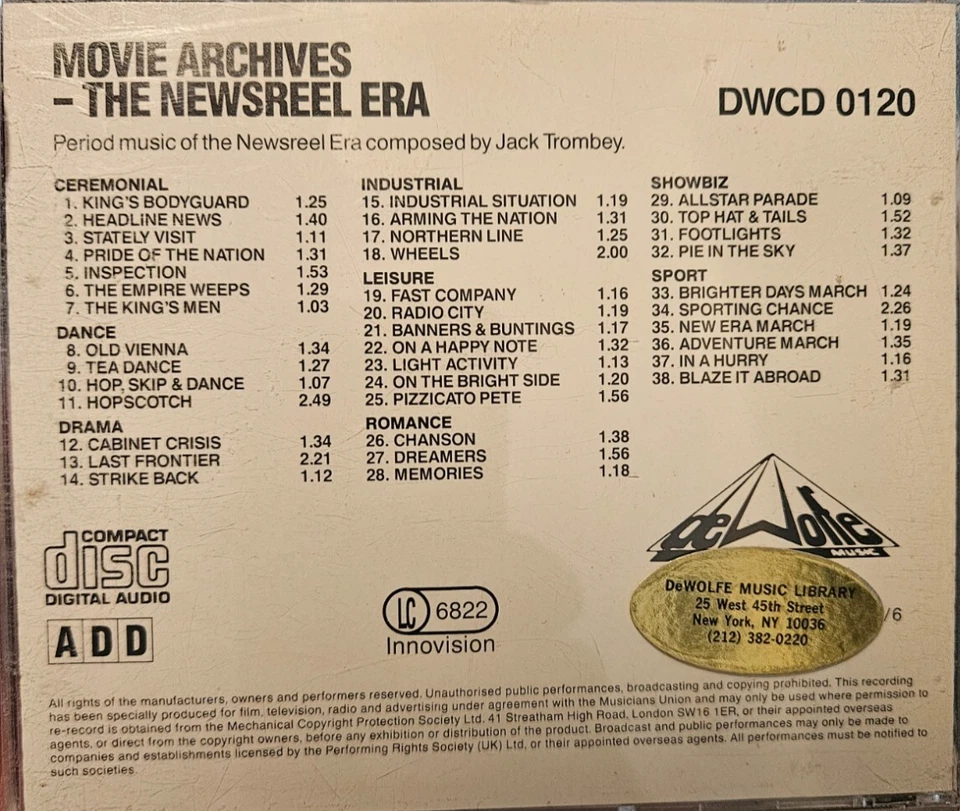 MOVIE ARCHIVES
– THE NEWSREEL ERA
DWCD 0120
Period music of the Newsreel Era composed by Jack Trombey.
CEREMONIAL
1. KING'S BODYGUARD 1.25
2. HEADLINE NEWS 1.40
3. STATELY VISIT 1.11
4. PRIDE OF THE NATION 1.31
5. INSPECTION 1.53
6. THE EMPIRE WEEPS 1.29
7. THE KING'S MEN 1.03
DANCE
8. OLD VIENNA 1.34
9. TEA DANCE 1.27
10. HOP, SKIP & DANCE 1.07
11. HOPSCOTCH 2.49
DRAMA
12. CABINET CRISIS 1.34
13. LAST FRONTIER 2.21
14. STRIKE BACK 1.12
INDUSTRIAL
15. INDUSTRIAL SITUATION 1.19
16. ARMING THE NATION 1.31
17. NORTHERN LINE 1.25
18. WHEELS 2.00
LEISURE
19. FAST COMPANY 1.16
20. RADIO CITY 1.19
21. BANNERS & BUNTINGS 1.17
22. ON A HAPPY NOTE 1.32
23. LIGHT ACTIVITY 1.13
24. ON THE BRIGHT SIDE 1.20
25. PIZZICATO PETE 1.56
ROMANCE
26. CHANSON 1.38
27. DREAMERS 1.56
28. MEMORIES 1.18
SHOWBIZ
29. ALLSTAR PARADE 1.09
30. TOP HAT & TAILS 1.52
31. FOOTLIGHTS 1.32
32. PIE IN THE SKY 1.37
SPORT
33. BRIGHTER DAYS MARCH 1.24
34. SPORTING CHANCE 2.26
35. NEW ERA MARCH 1.19
36. ADVENTURE MARCH 1.35
37. IN A HURRY 1.16
38. BLAZE IT ABROAD 1.31
COMPACT
disc
DIGITAL AUDIO
ADD
LC 6822
Innovision
de Wolfe
MUSIC
DeWOLFE MUSIC LIBRARY
25 West 45th Street
New York, NY 10036
(212) 382-0220
/6
All rights of the manufacturers, owners and performers reserved. Unauthorised public performances, broadcasting and copying prohibited. This recording
has been specially produced for film, television, radio and advertising under agreement with the Musicians Union and may only be used where permission to
re-record is obtained from the Mechanical Copyright Protection Society Ltd. 41 Streatham High Road, London SW16 1ER, or their appointed overseas
agents, or direct from the copyright owners, before any exhibition or distribution of the product. Broadcast and public performances may only be made to
companies and establishments licensed by the Performing Rights Society (UK) Ltd, or their appointed overseas agents. All performances must be notified to
such societies.